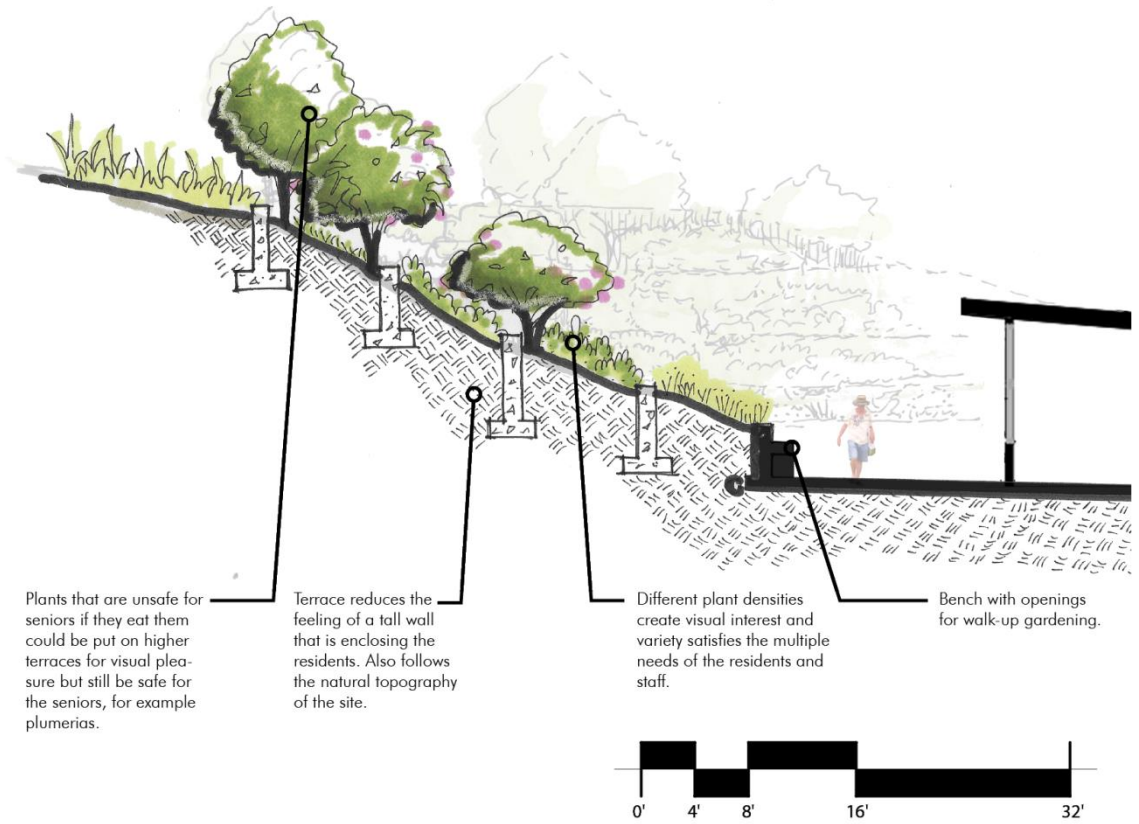 Plants that are unsafe for
seniors if they eat them
could be put on higher
terraces for visual plea-
sure but still be safe for
the seniors, for example
plumerias.
Terrace reduces the
feeling of a tall wall
that is enclosing the
residents. Also follows
the natural topography
of the site.
Different plant densities
create visual interest and
variety satisfies the multiple
needs of the residents and
staff.
Bench with openings
for walk-up gardening.
0' 4' 8' 16' 32'